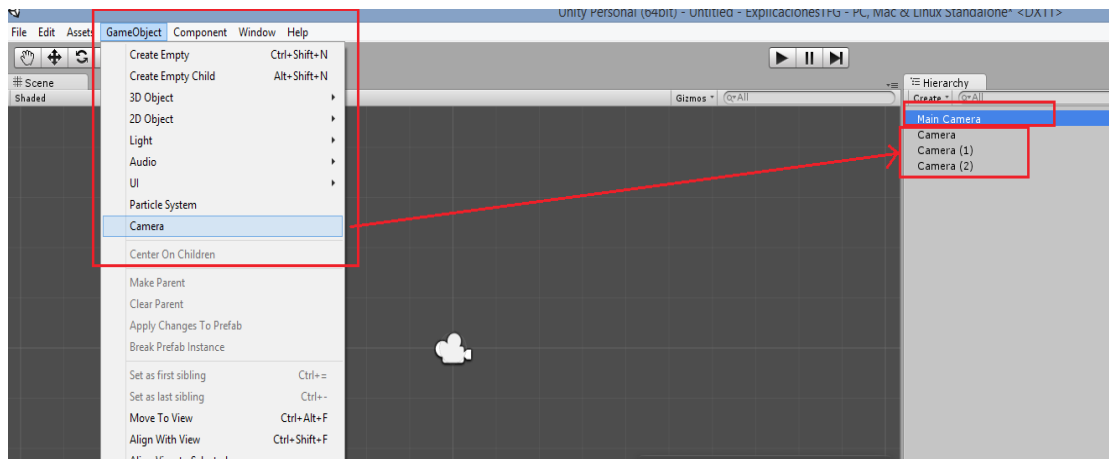 Unity Personal (64bit) - Untitled - ExplicacionesTFG - PC, Mac & Linux Standalone* <DX11>
File Edit Assets GameObject Component Window Help
Create Empty Ctrl+Shift+N
Create Empty Child Alt+Shift+N
3D Object
2D Object
Light
Audio
UI
Particle System
Camera
Center On Children
Make Parent
Clear Parent
Apply Changes To Prefab
Break Prefab Instance
Set as first sibling Ctrl+=
Set as last sibling Ctrl+-
Move To View Ctrl+Alt+F
Align With View Ctrl+Shift+F
# Scene
Shaded
Gizmos
All
Hierarchy
Create All
Main Camera
Camera
Camera (1)
Camera (2)